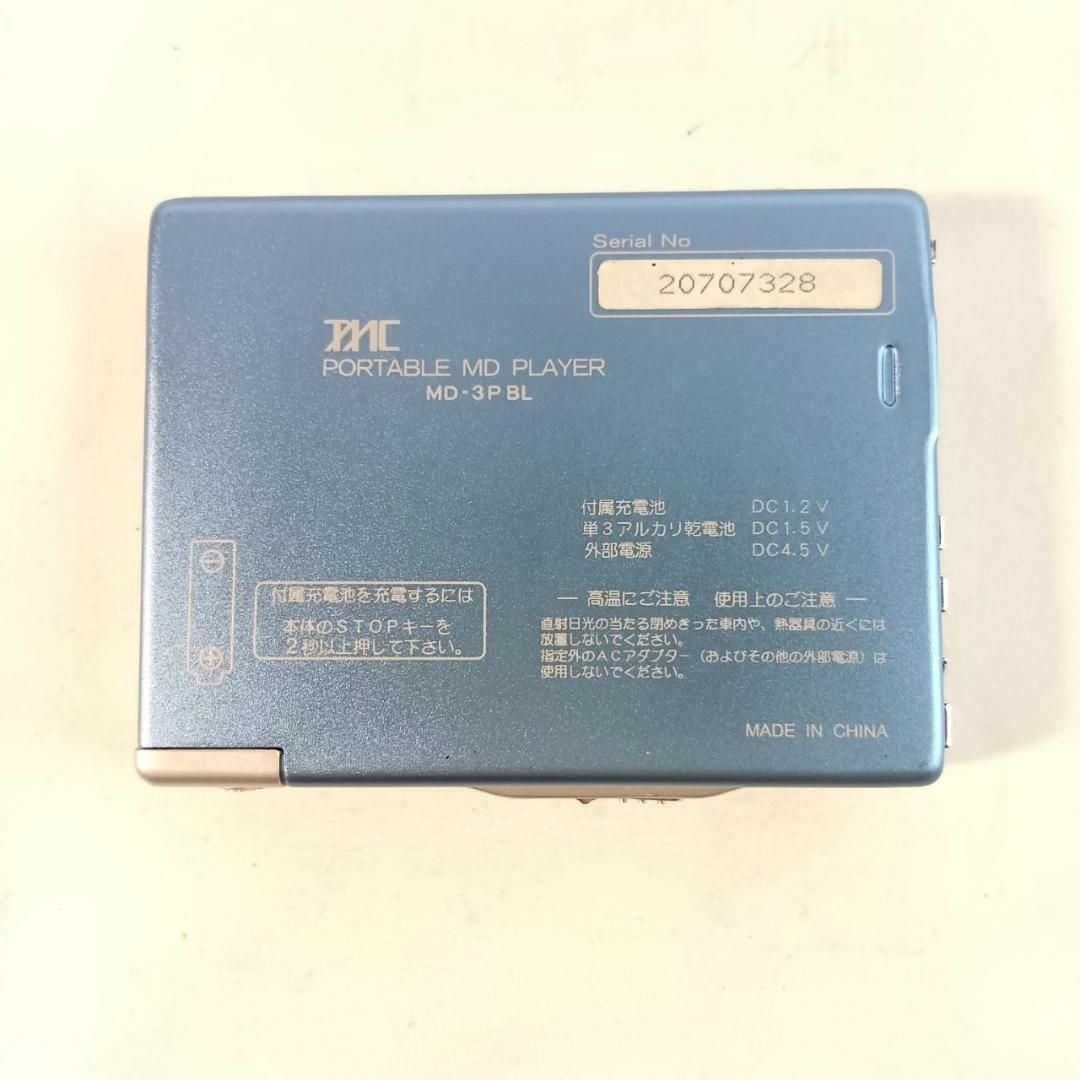 Serial No
20707328
TMC
PORTABLE MD PLAYER
MD-3P BL
付属充電池 DC1.2V
単3アルカリ乾電池 DC1.5V
外部電源 DC4.5V
付属充電池を充電するには
本体のSTOPキーを
2秒以上押して下さい。
— 高温にご注意 使用上のご注意 —
直射日光の当たる閉めきった車内や、熱器具の近くには
放置しないでください。
指定外のACアダプター(およびその他の外部電源)は
使用しないでください。
MADE IN CHINA